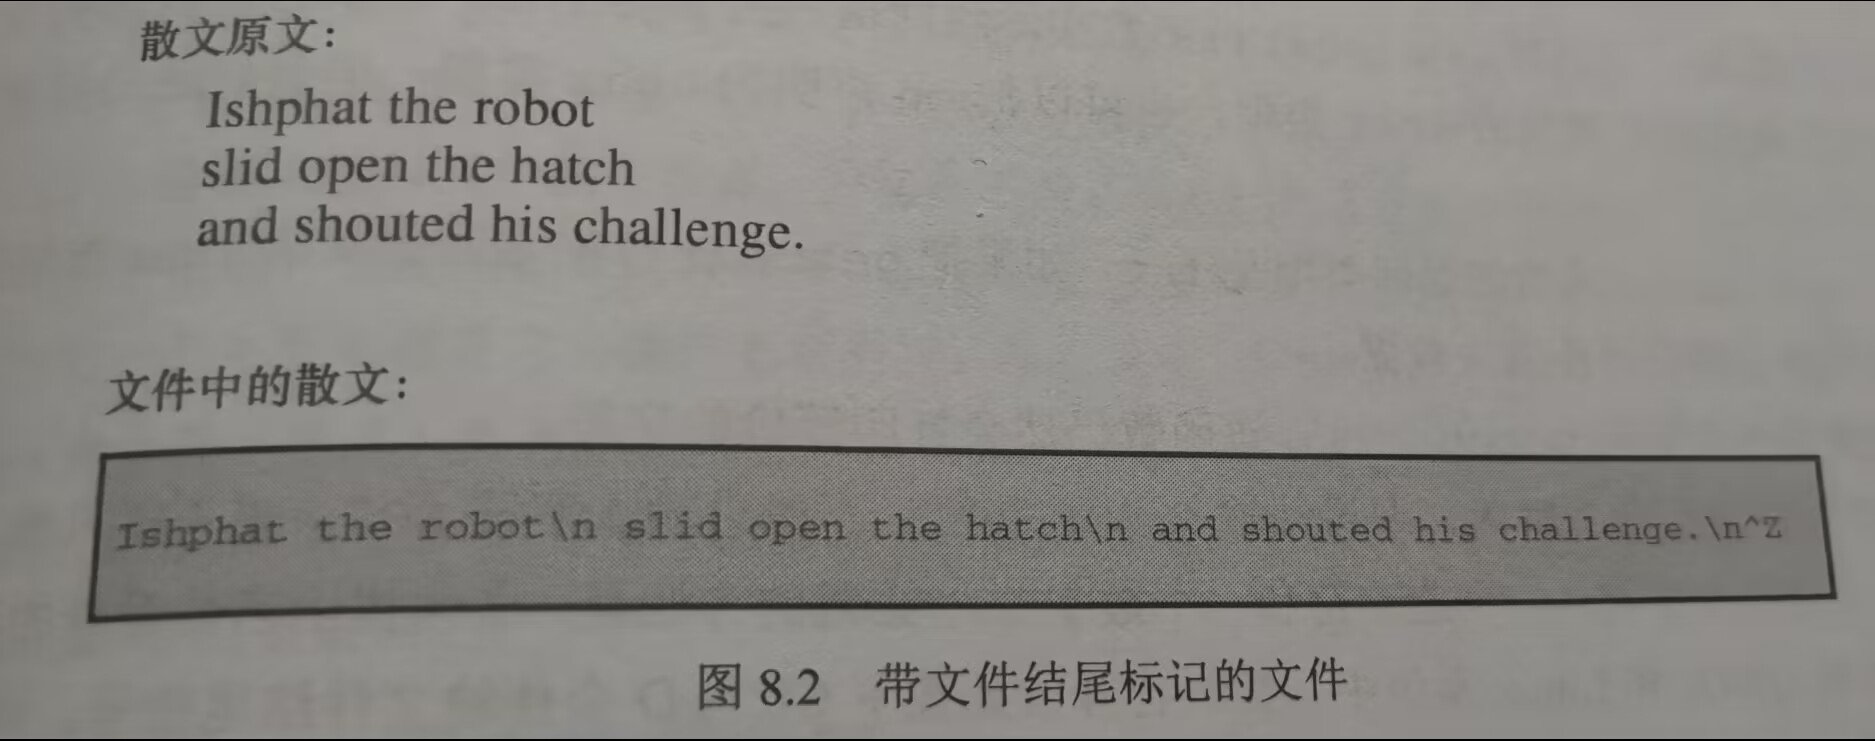 散文原文：
Ishphat the robot
slid open the hatch
and shouted his challenge.
文件中的散文：
Ishphat the robot\n slid open the hatch\n and shouted his challenge.\n^Z
图 8.2 带文件结尾标记的文件